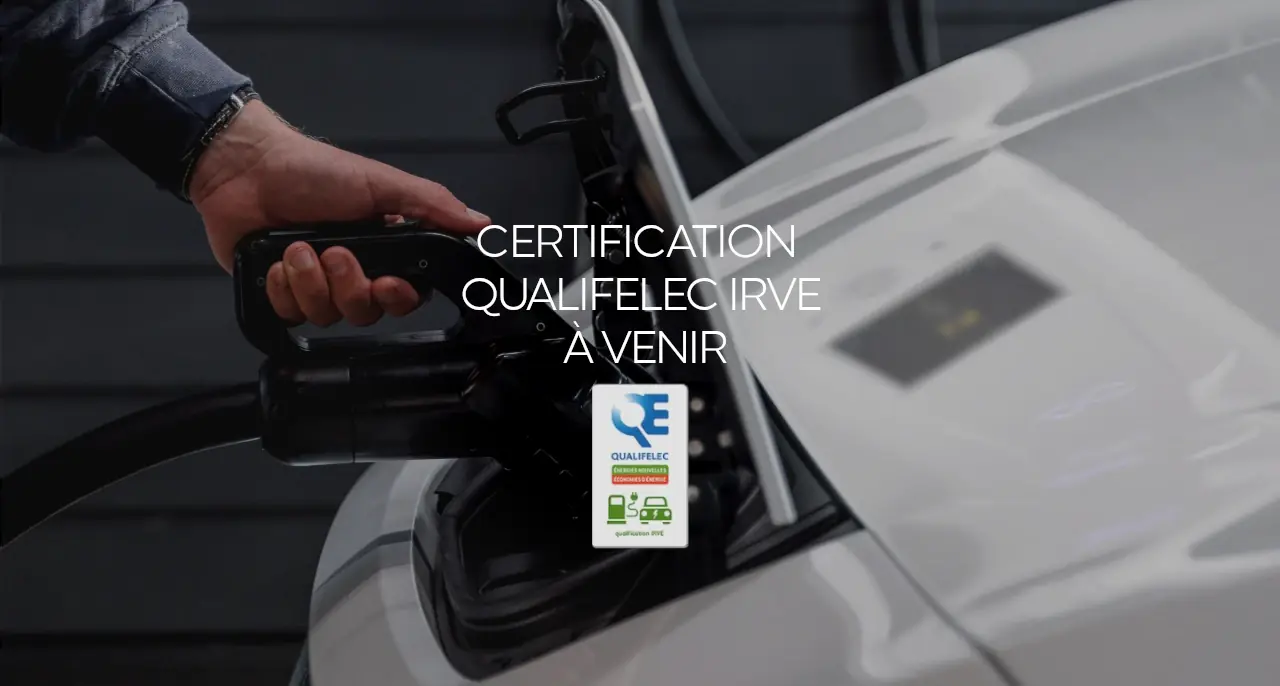 CERTIFICATION
QUALIFELEC IRVE
À VENIR
QE
QUALIFELEC
ÉNERGIES NOUVELLES
ÉCONOMIES D'ÉNERGIE
qualification IRVE